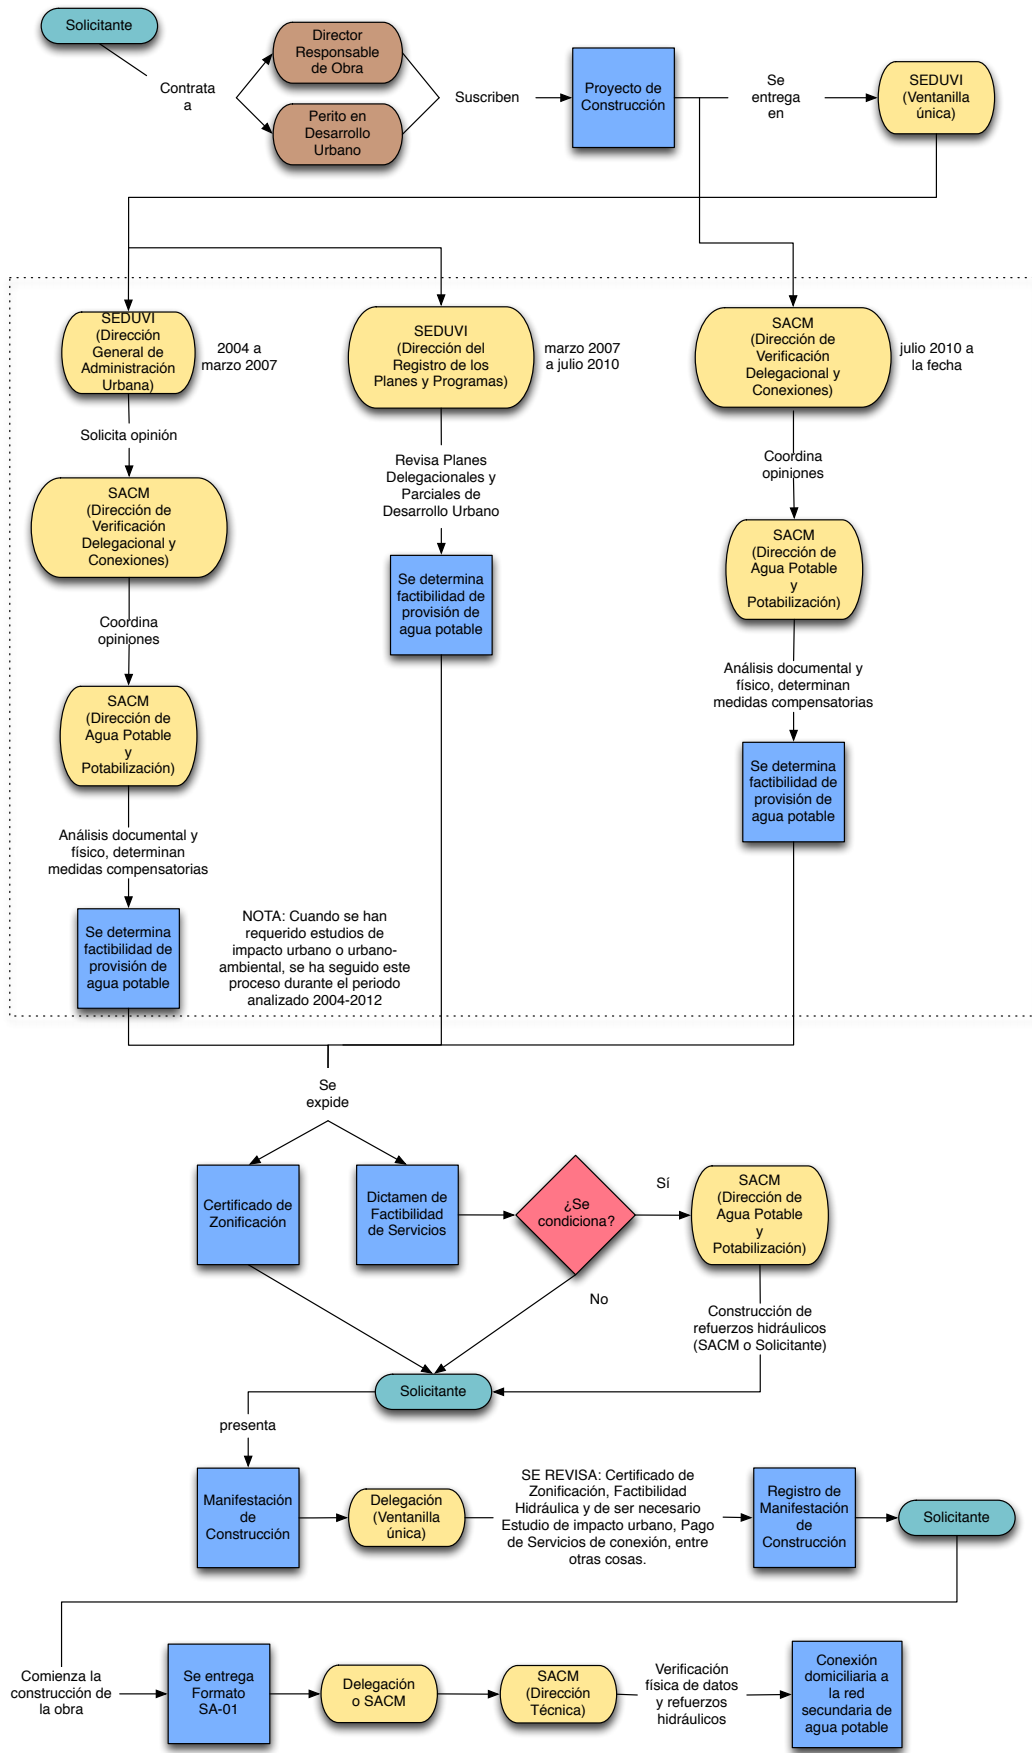 Solicitante
Contrata
a
Director
Responsable
de Obra
Perito en
Desarrollo
Urbano
Suscriben
Proyecto de
Construcción
Se
entrega
en
SEDUVI
(Ventanilla
única)
SEDUVI
(Dirección
General de
Administración
Urbana)
2004 a
marzo 2007
Solicita opinión
SACM
(Dirección de
Verificación
Delegacional y
Conexiones)
Coordina
opiniones
SACM
(Dirección de
Agua Potable
y
Potabilización)
Análisis documental y
físico, determinan
medidas compensatorias
Se determina
factibilidad de
provisión de
agua potable
SEDUVI
(Dirección del
Registro de los
Planes y Programas)
marzo 2007
a julio 2010
Revisa Planes
Delegacionales y
Parciales de
Desarrollo Urbano
Se determina
factibilidad de
provisión de
agua potable
SACM
(Dirección de
Verificación
Delegacional y
Conexiones)
julio 2010 a
la fecha
Coordina
opiniones
SACM
(Dirección de
Agua Potable
y
Potabilización)
Análisis documental y
físico, determinan
medidas compensatorias
Se determina
factibilidad de
provisión de
agua potable
NOTA: Cuando se han
requerido estudios de
impacto urbano o urbano-
ambiental, se ha seguido este
proceso durante el periodo
analizado 2004-2012
Se
expide
Certificado de
Zonificación
Dictamen de
Factibilidad
de Servicios
¿Se
condiciona?
Sí
No
SACM
(Dirección de
Agua Potable
y
Potabilización)
Construcción de
refuerzos hidráulicos
(SACM o Solicitante)
Solicitante
presenta
Manifestación
de
Construcción
Delegación
(Ventanilla
única)
SE REVISA: Certificado de
Zonificación, Factibilidad
Hidráulica y de ser necesario
Estudio de impacto urbano, Pago
de Servicios de conexión, entre
otras cosas.
Registro de
Manifestación
de
Construcción
Solicitante
Comienza la
construcción de
la obra
Se entrega
Formato
SA-01
Delegación
o SACM
SACM
(Dirección
Técnica)
Verificación
física de datos
y refuerzos
hidráulicos
Conexión
domiciliaria a
la red
secundaria de
agua potable